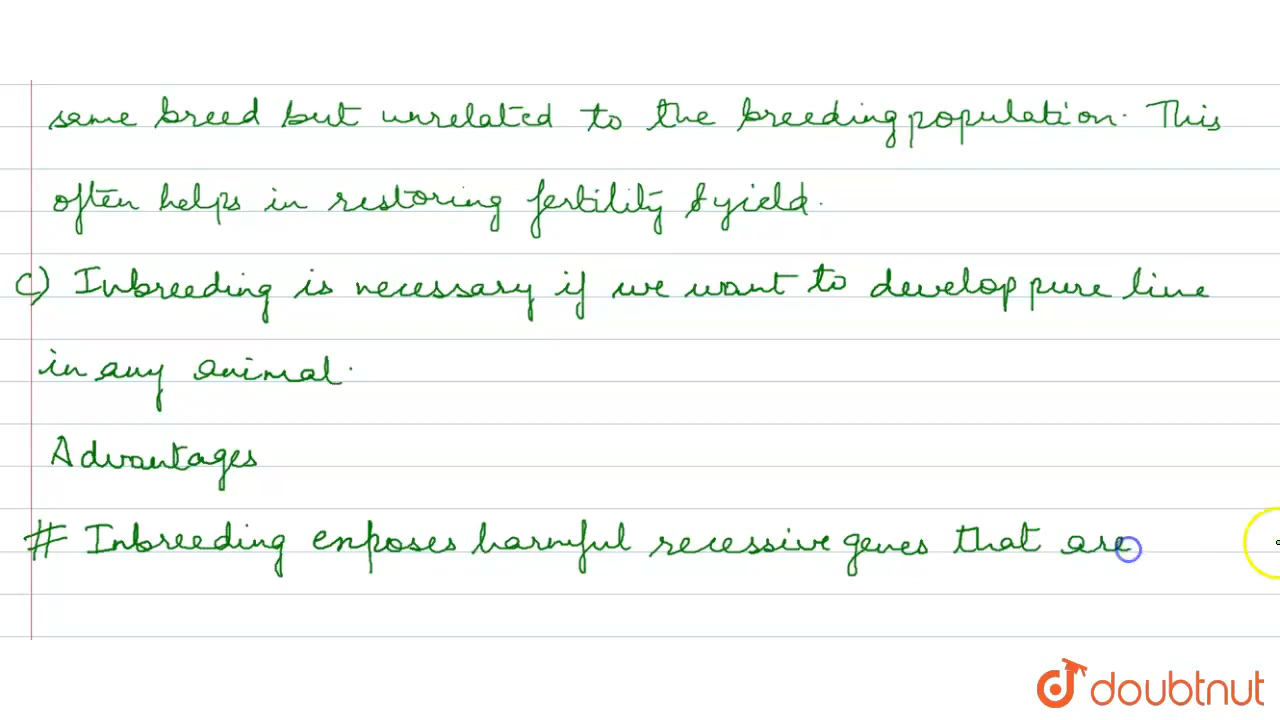 same breed but unrelated to the breeding population. This
often helps in restoring fertility & yield.
c) Inbreeding is necessary if we want to develop pure line
in any animal.
Advantages
# Inbreeding exposes harmful recessive genes that are
doubtnut